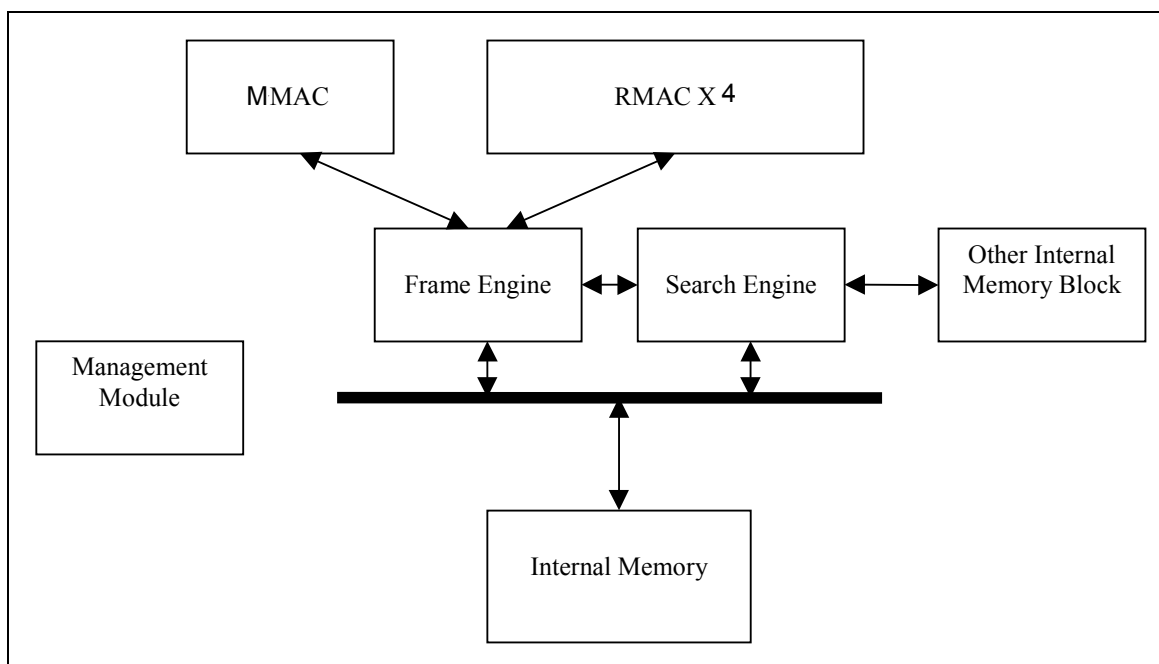 MMAC
RMAC X 4
Frame Engine
Search Engine
Other Internal
Memory Block
Management
Module
Internal Memory